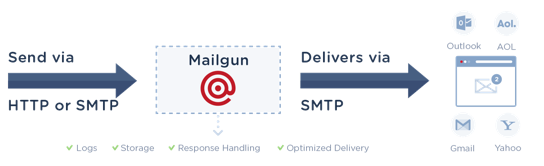 Send via
HTTP or SMTP
Mailgun
Delivers via
SMTP
Outlook
Aol.
AOL
2
Gmail
Yahoo
Logs
Storage
Response Handling
Optimized Delivery